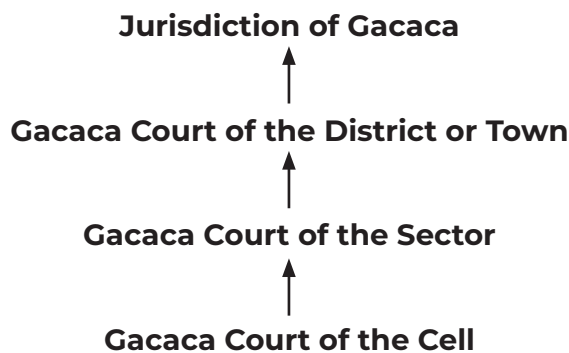 Jurisdiction of Gacaca
Gacaca Court of the District or Town
Gacaca Court of the Sector
Gacaca Court of the Cell